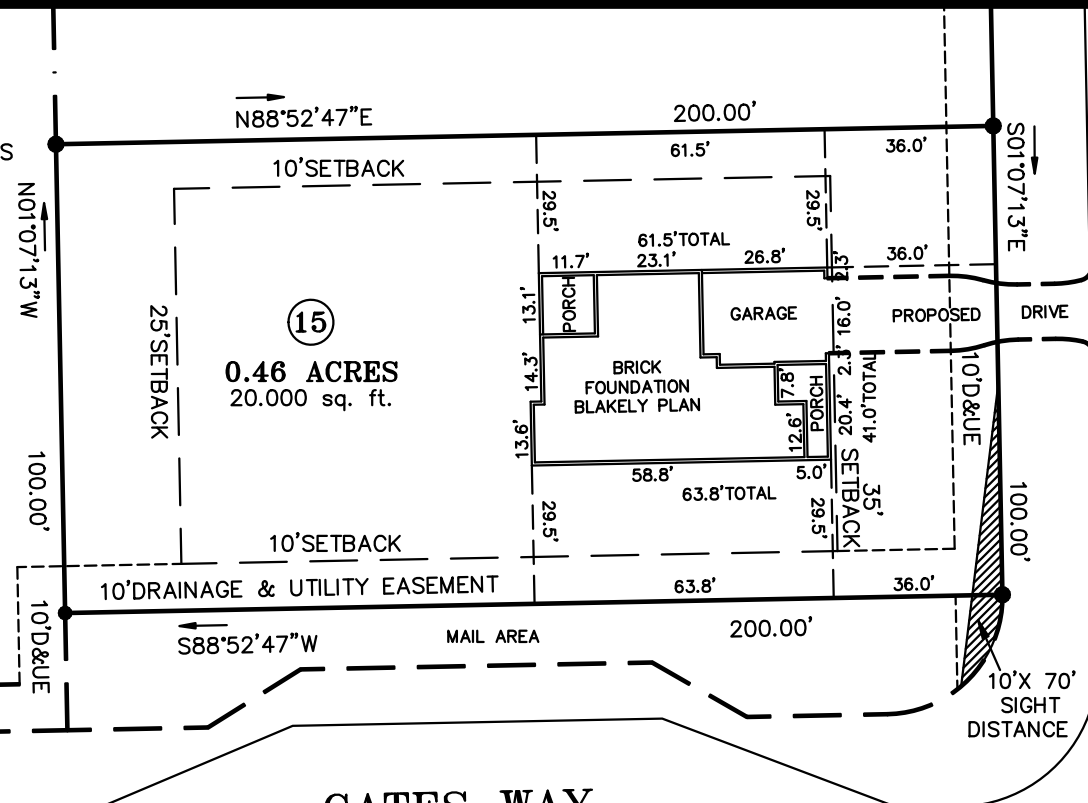 N88°52'47"E
200.00'
S
10'SETBACK
61.5'
36.0'
S01°07'13"E
N01°07'13"W
29.5'
29.5'
61.5'TOTAL
11.7'
23.1'
26.8'
2.3'
36.0'
13.1'
PORCH
GARAGE
16.0'
PROPOSED
DRIVE
25'SETBACK
15
0.46 ACRES
20.000 sq. ft.
14.3'
BRICK
FOUNDATION
BLAKELY PLAN
7.8'
PORCH
2.3'
20.4'
41.0'TOTAL
10'D&UE
13.6'
12.6'
58.8'
5.0'
63.8'TOTAL
SETBACK
35'
100.00'
100.00'
29.5'
29.5'
10'SETBACK
10'DRAINAGE & UTILITY EASEMENT
63.8'
36.0'
10'D&UE
S88°52'47"W
MAIL AREA
200.00'
10'X 70'
SIGHT
DISTANCE
GATES WAY